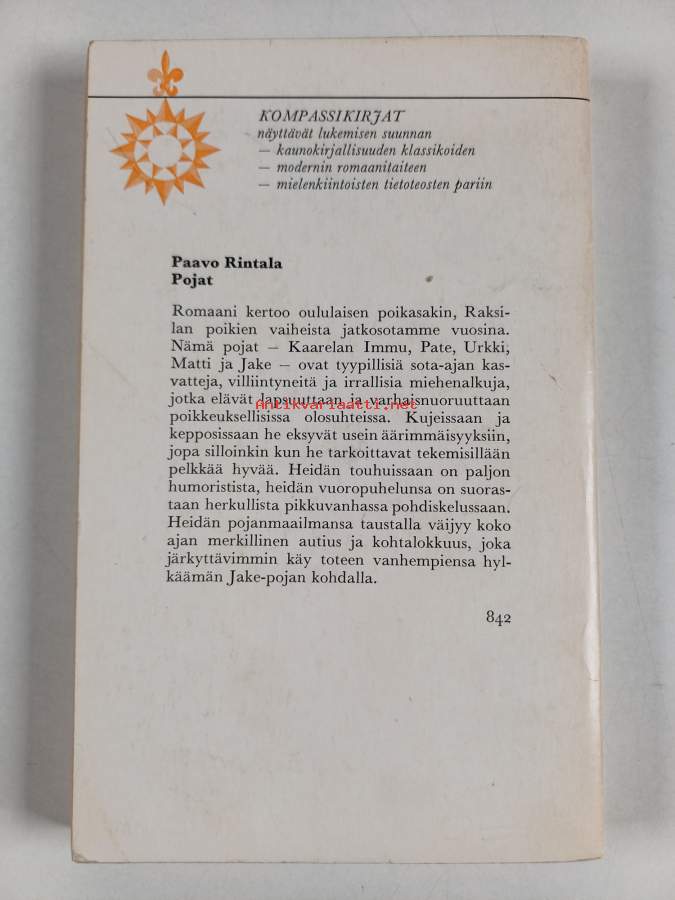 KOMPASSIKIRJAT
näyttävät lukemisen suunnan
— kaunokirjallisuuden klassikoiden
— modernin romaanitaiteen
— mielenkiintoisten tietoteosten pariin
Paavo Rintala
Pojat
Romaani kertoo oululaisen poikasakin, Raksi-
lan poikien vaiheista jatkosotamme vuosina.
Nämä pojat — Kaarelan Immu, Pate, Urkki,
Matti ja Jake — ovat tyypillisiä sota-ajan kas-
vatteja, villiintyneitä ja irrallisia miehenalkuja,
jotka elävät lapsuuttaan ja varhaisnuoruuttaan
Antikvariaatti.net
poikkeuksellisissa olosuhteissa. Kujeissaan ja
kepposissaan he eksyvät usein äärimmäisyyksiin,
jopa silloinkin kun he tarkoittavat tekemisillään
pelkkää hyvää. Heidän touhuissaan on paljon
humoristista, heidän vuoropuhelunsa on suoras-
taan herkullista pikkuvanhassa pohdiskelussaan.
Heidän pojanmaailmansa taustalla väijyy koko
ajan merkillinen autius ja kohtalokkuus, joka
järkyttävimmin käy toteen vanhempiensa hyl-
käämän Jake-pojan kohdalla.
842